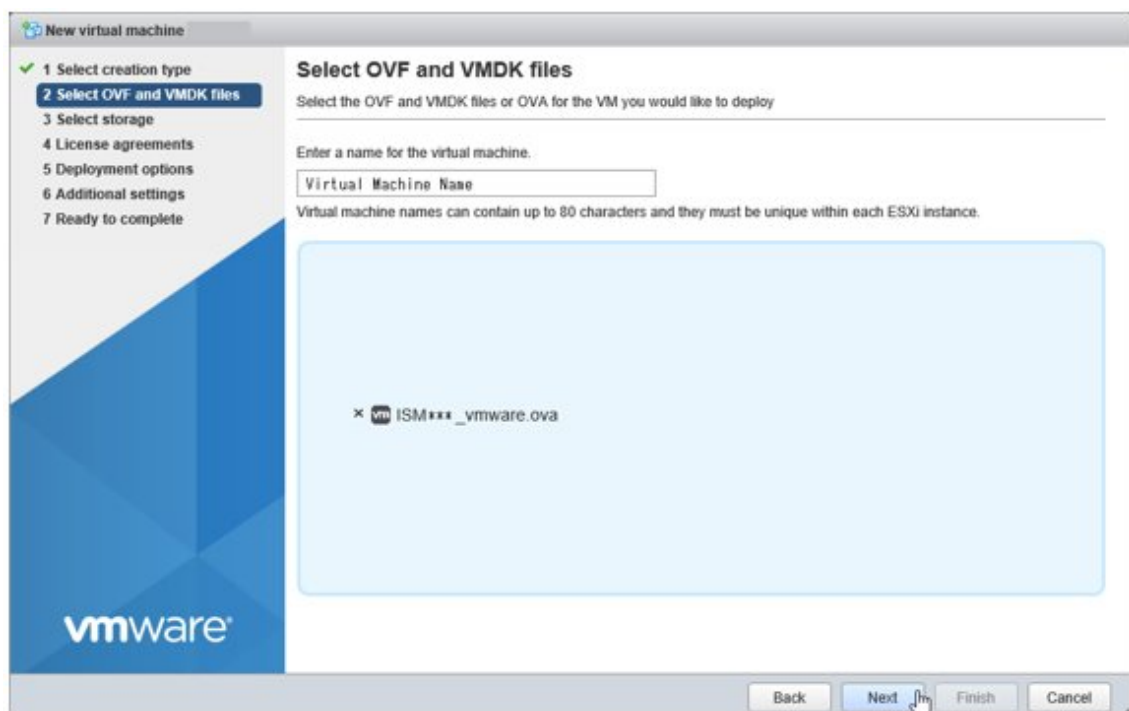 New virtual machine
1 Select creation type
2 Select OVF and VMDK files
3 Select storage
4 License agreements
5 Deployment options
6 Additional settings
7 Ready to complete
vmware®
Select OVF and VMDK files
Select the OVF and VMDK files or OVA for the VM you would like to deploy
Enter a name for the virtual machine.
Virtual Machine Name
Virtual machine names can contain up to 80 characters and they must be unique within each ESXi instance.
× vm ISM***_vmware.ova
Back Next Finish Cancel